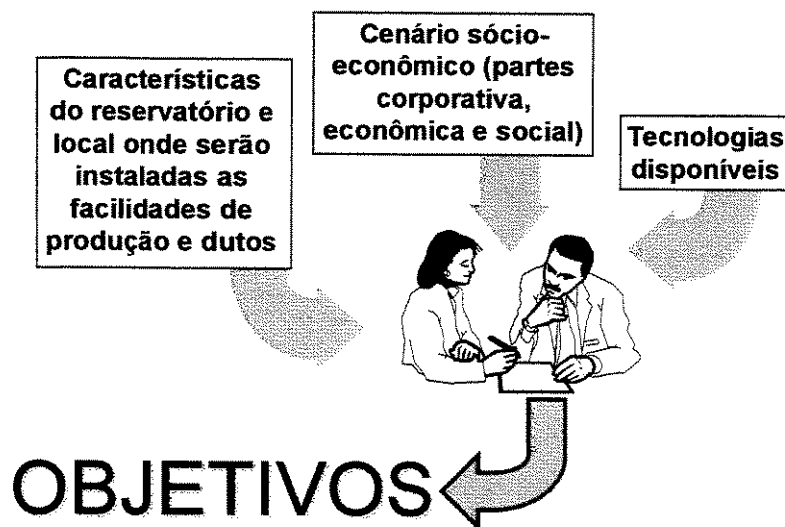 Características
do reservatório e
local onde serão
instaladas as
facilidades de
produção e dutos
Cenário sócio-
econômico (partes
corporativa,
econômica e social)
Tecnologias
disponíveis
OBJETIVOS